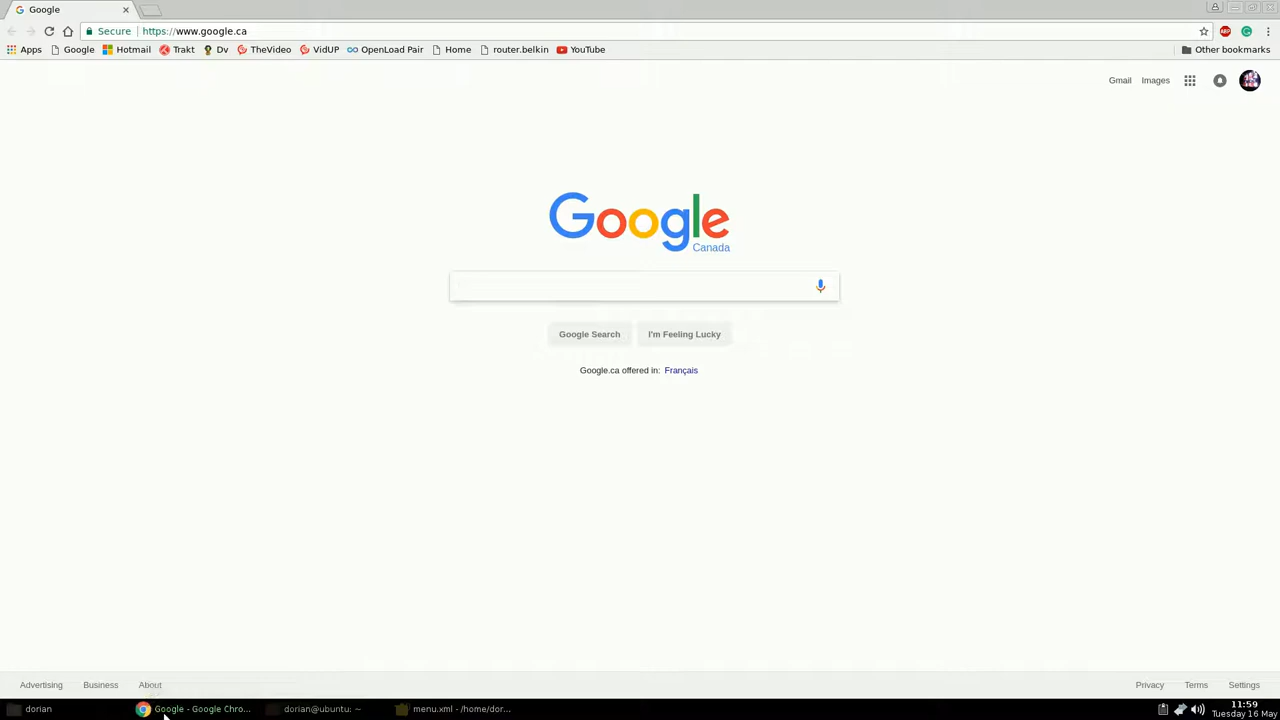 Google
Secure https://www.google.ca
Apps Google Hotmail Trakt Dv TheVideo VidUP OpenLoad Pair Home router.belkin YouTube Other bookmarks
Gmail Images
Google
Canada
Google Search I'm Feeling Lucky
Google.ca offered in: Français
Advertising Business About Privacy Terms Settings
dorian Google - Google Chro... dorian@ubuntu: ~ menu.xml - /home/dor... 11:59
Tuesday 16 May